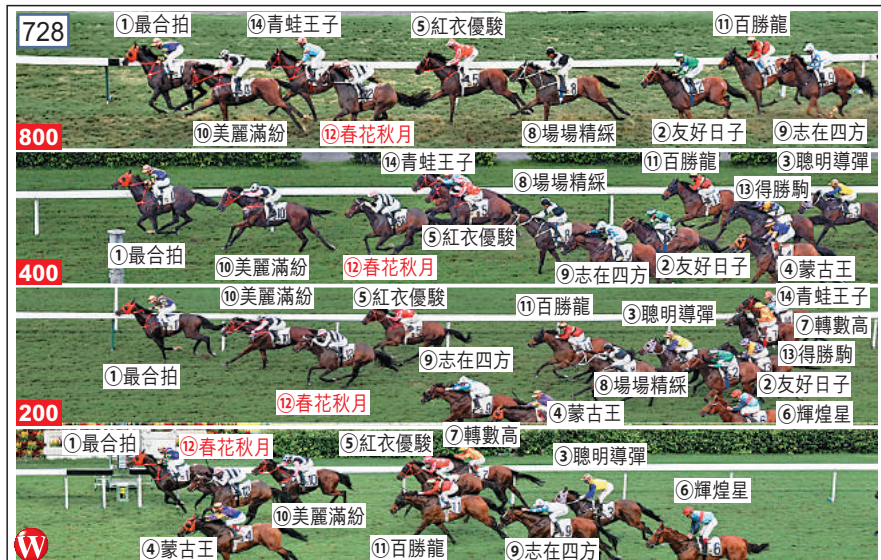 728
①最合拍
⑭青蛙王子
⑤紅衣優駿
⑪百勝龍
⑩美麗滿紛
⑫春花秋月
⑧場場精綵
②友好日子
⑨志在四方
800
⑭青蛙王子
⑧場場精綵
⑪百勝龍
③聰明導彈
⑬得勝駒
①最合拍
⑩美麗滿紛
⑫春花秋月
⑤紅衣優駿
⑨志在四方
②友好日子
④蒙古王
400
⑩美麗滿紛
⑤紅衣優駿
⑪百勝龍
③聰明導彈
⑭青蛙王子
⑦轉數高
①最合拍
⑨志在四方
⑬得勝駒
⑫春花秋月
④蒙古王
⑧場場精綵
②友好日子
⑥輝煌星
200
①最合拍
⑫春花秋月
⑤紅衣優駿
⑦轉數高
③聰明導彈
⑥輝煌星
④蒙古王
⑩美麗滿紛
⑪百勝龍
⑨志在四方
W